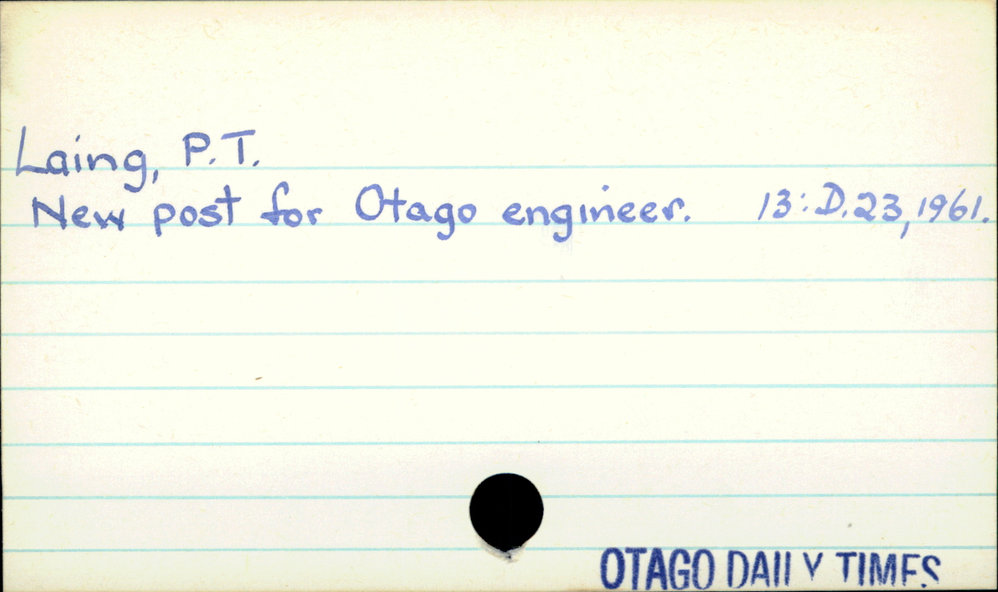 Laing, P.T.
New post for Otago engineer. 13: D.23, 1961.
OTAGO DAILY TIMES